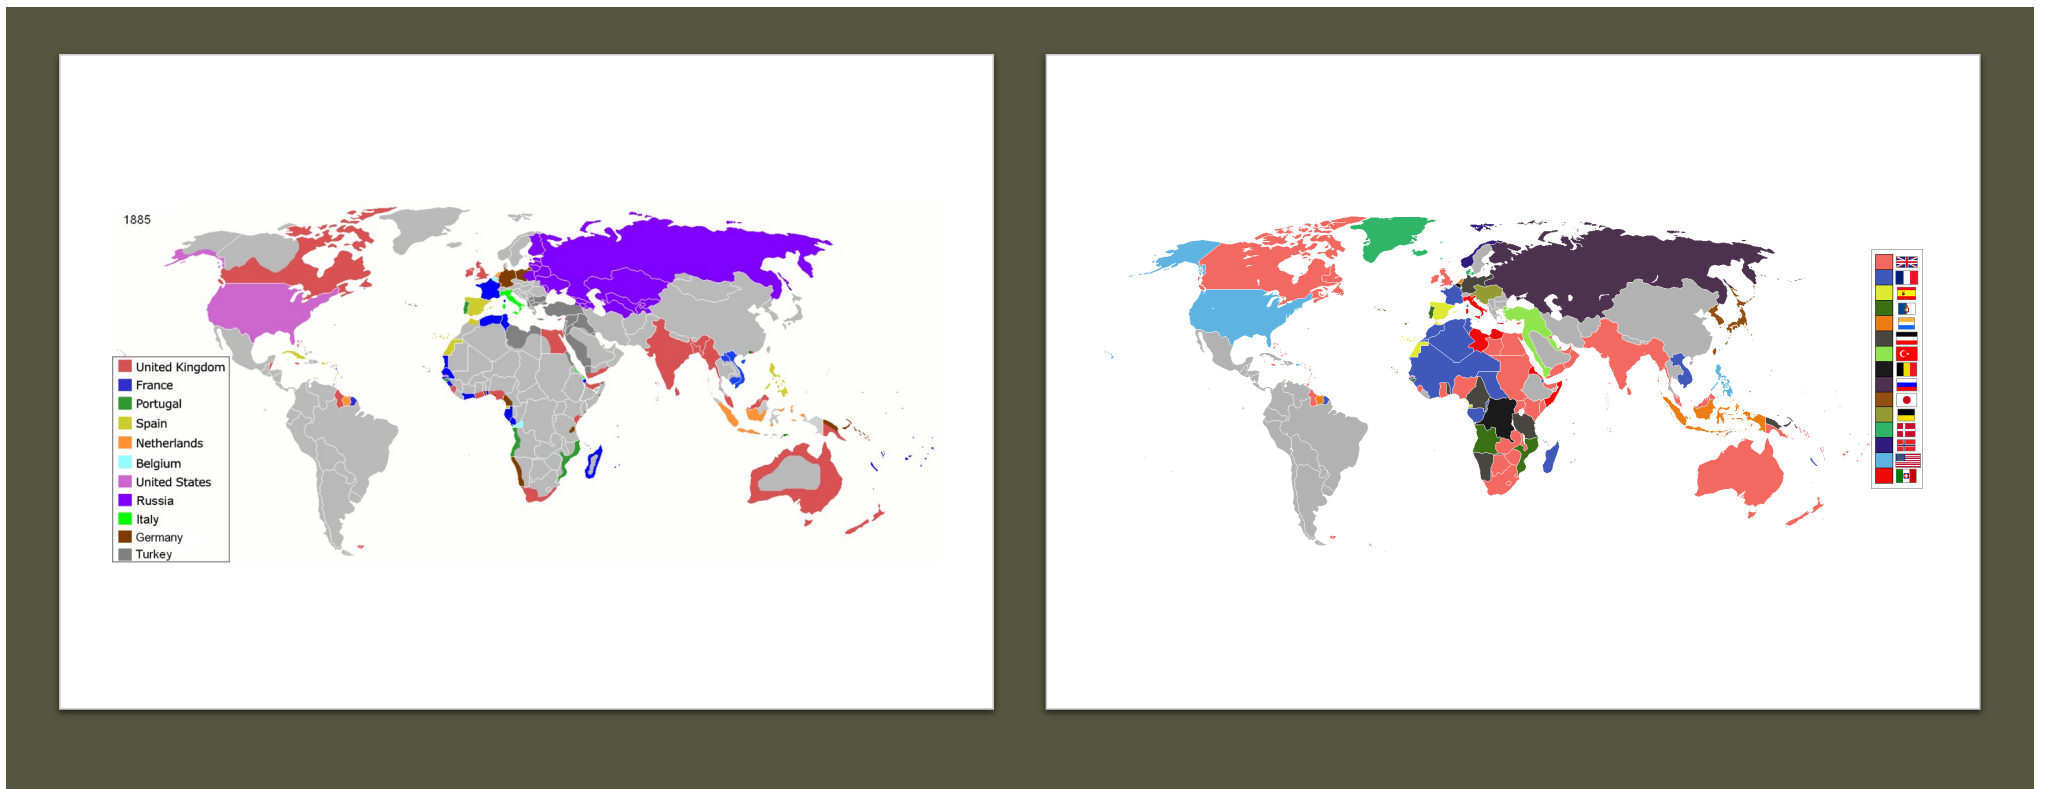 1885
United Kingdom
France
Portugal
Spain
Netherlands
Belgium
United States
Russia
Italy
Germany
Turkey